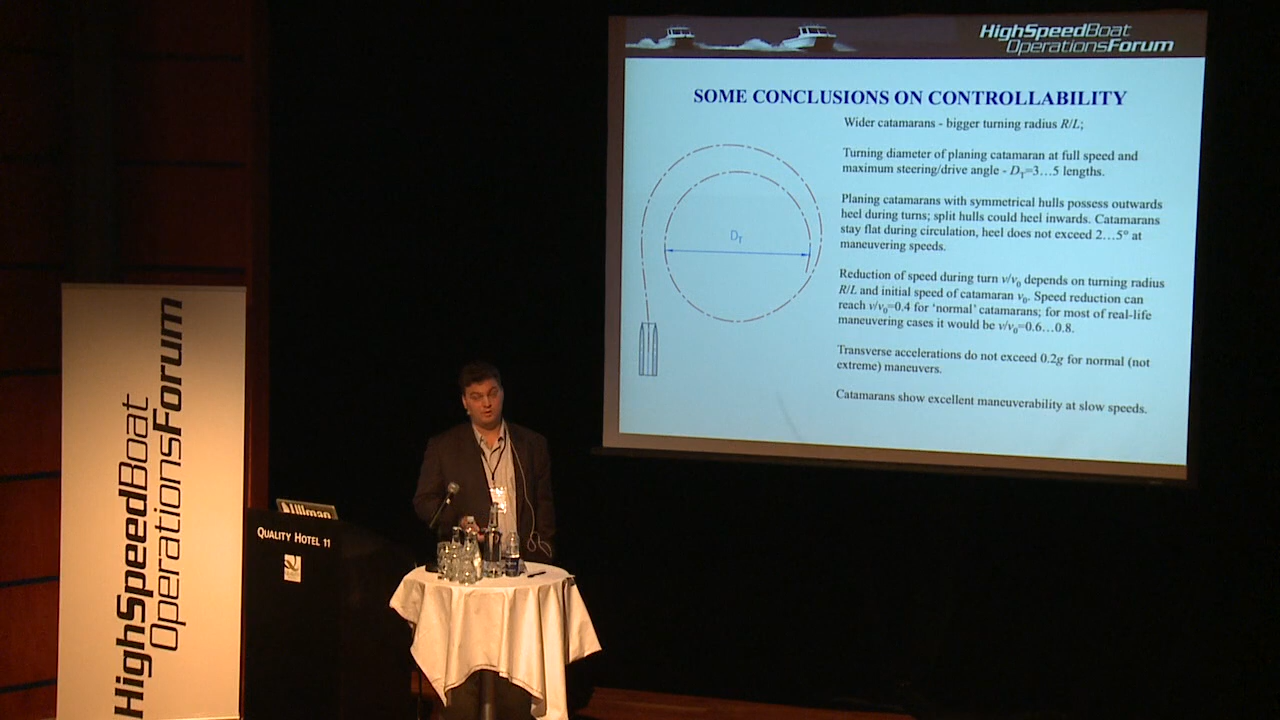 HighSpeedBoat
OperationsForum
SOME CONCLUSIONS ON CONTROLLABILITY
Wider catamarans - bigger turning radius R/L;
Turning diameter of planing catamaran at full speed and
maximum steering/drive angle - DT=3…5 lengths.
Planing catamarans with symmetrical hulls possess outwards
heel during turns; split hulls could heel inwards. Catamarans
stay flat during circulation, heel does not exceed 2…5° at
maneuvering speeds.
Reduction of speed during turn v/v0 depends on turning radius
R/L and initial speed of catamaran v0. Speed reduction can
reach v/v0=0.4 for ‘normal’ catamarans; for most of real-life
maneuvering cases it would be v/v0=0.6…0.8.
Transverse accelerations do not exceed 0.2g for normal (not
extreme) maneuvers.
Catamarans show excellent maneuverability at slow speeds.
DT
HighSpeedBoat
OperationsForum
Ullman
QUALITY HOTEL 11